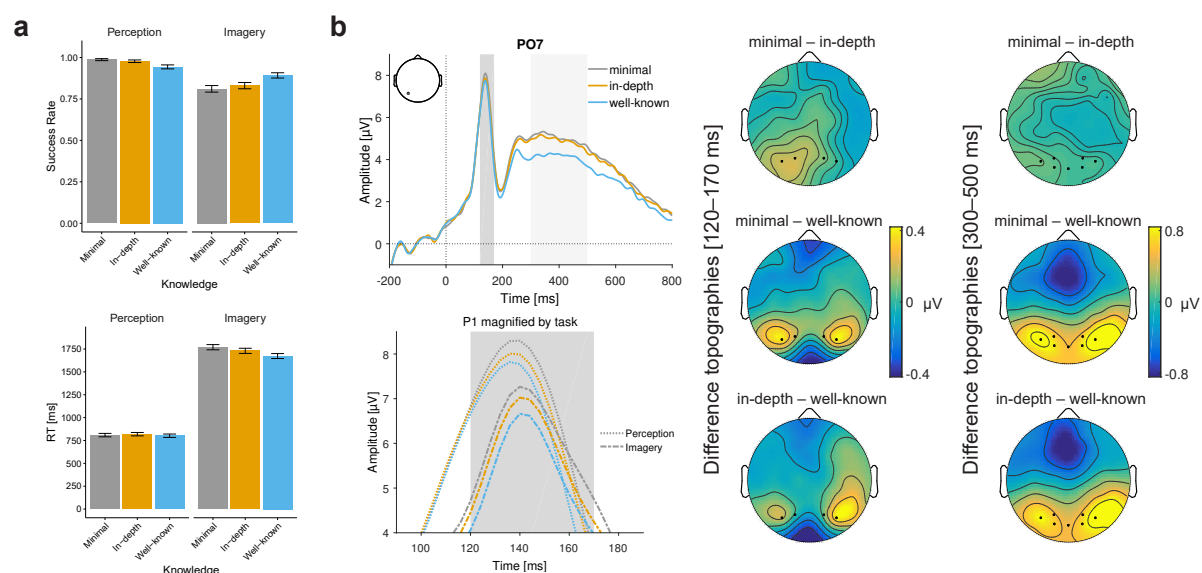 a
Perception
Imagery
Success Rate
1.00
0.75
0.50
0.25
0.00
Minimal
In−depth
Well−known
Minimal
In−depth
Well−known
Knowledge
Perception
Imagery
RT [ms]
1750
1500
1250
1000
750
500
250
0
Minimal
In−depth
Well−known
Minimal
In−depth
Well−known
Knowledge
b
PO7
Amplitude [µV]
8
6
4
2
0
minimal
in-depth
well-known
-200
0
200
400
600
800
Time [ms]
P1 magnified by task
Amplitude [µV]
8
7
6
5
4
Perception
Imagery
100
120
140
160
180
Time [ms]
Difference topographies [120–170 ms]
minimal – in-depth
minimal – well-known
in-depth – well-known
0.4
0
µV
-0.4
Difference topographies [300–500 ms]
minimal – in-depth
minimal – well-known
in-depth – well-known
0.8
0
µV
-0.8